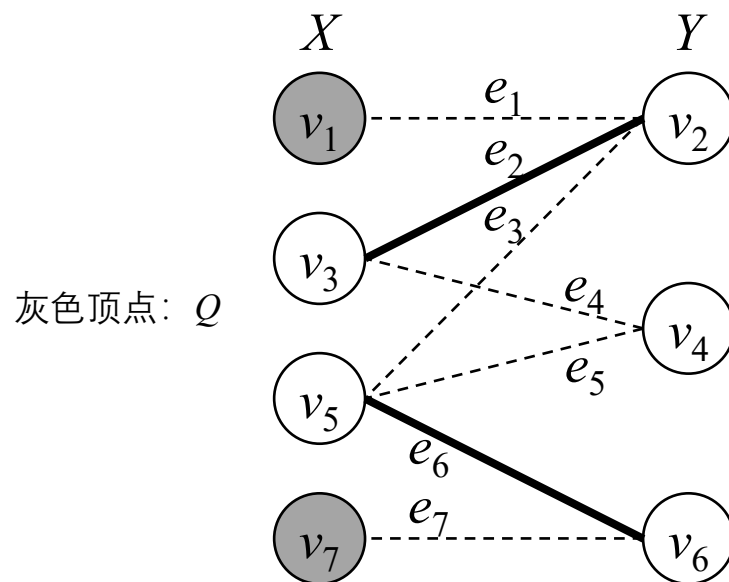 X Y
v₁ e₁ v₂
e₂
e₃
v₃
灰色顶点：Q
e₄
v₄
e₅
v₅
e₆
e₇
v₇ v₆